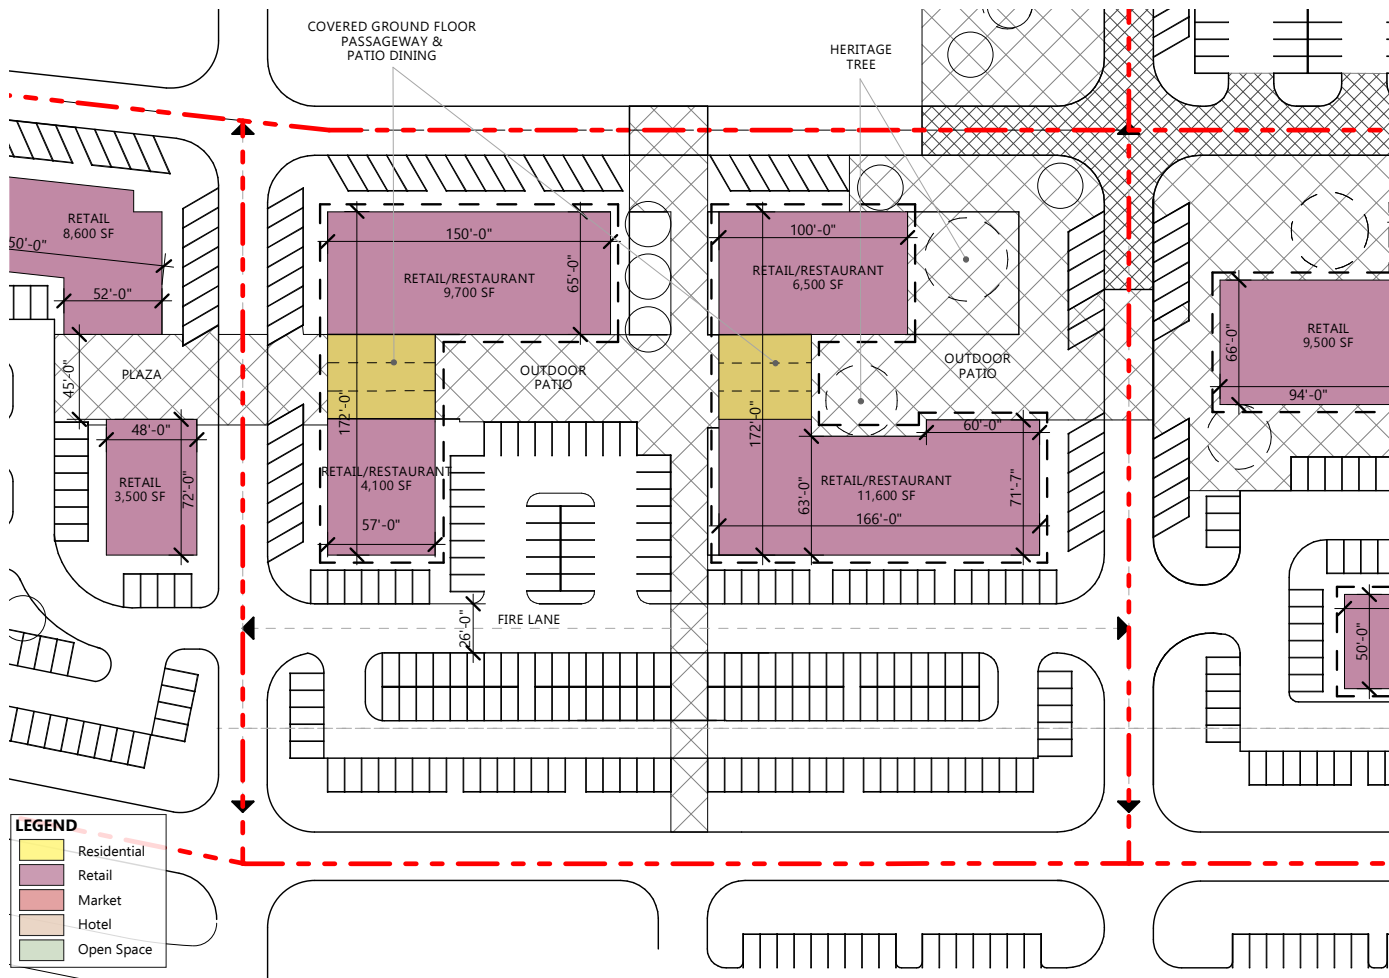 COVERED GROUND FLOOR
PASSAGEWAY &
PATIO DINING
HERITAGE
TREE
RETAIL
8,600 SF
50'-0"
52'-0"
150'-0"
65'-0"
RETAIL/RESTAURANT
9,700 SF
100'-0"
RETAIL/RESTAURANT
6,500 SF
RETAIL
9,500 SF
66'-0"
94'-0"
PLAZA
45'-0"
OUTDOOR
PATIO
OUTDOOR
PATIO
172'-0"
172'-0"
48'-0"
72'-0"
RETAIL
3,500 SF
RETAIL/RESTAURANT
4,100 SF
57'-0"
60'-0"
63'-0"
71'-7"
RETAIL/RESTAURANT
11,600 SF
166'-0"
26'-0"
FIRE LANE
50'-0"
LEGEND
Residential
Retail
Market
Hotel
Open Space